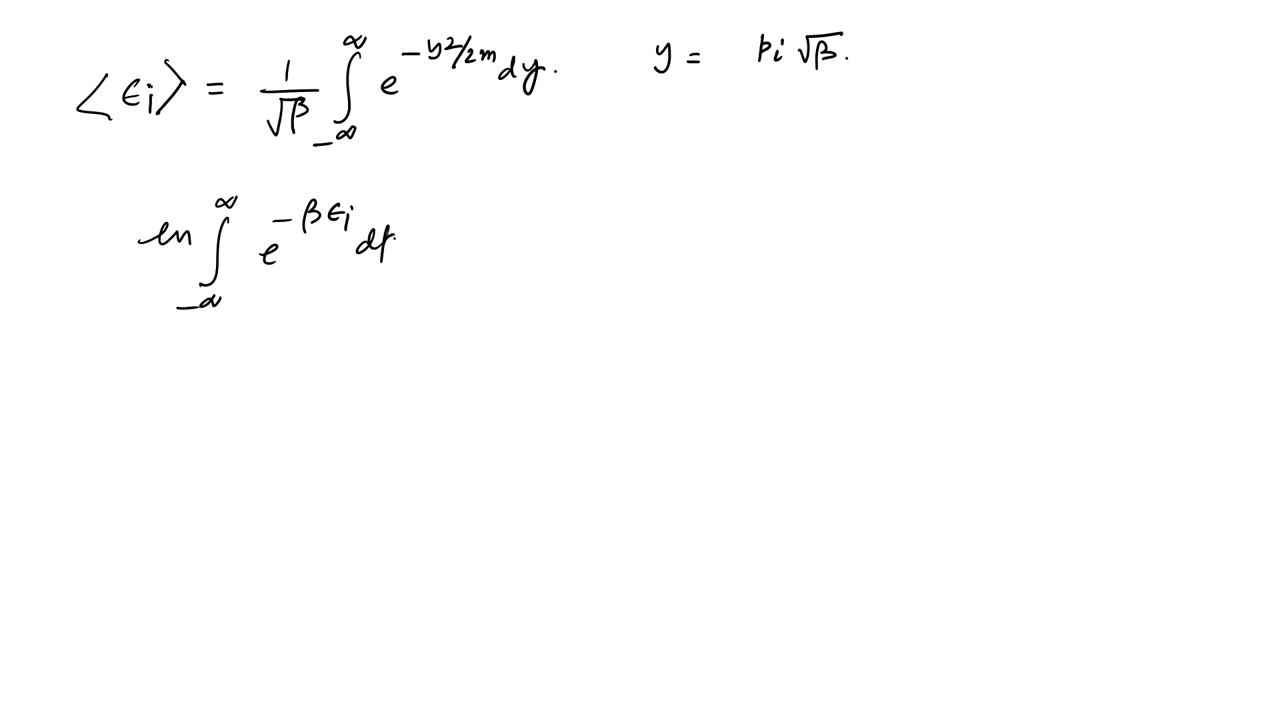 ⟨ϵi⟩ = 1/√β ∫_{-∞}^{∞} e^{-y²/2m} dy. y = pi √β.
ln ∫_{-∞}^{∞} e^{-βϵi} dp